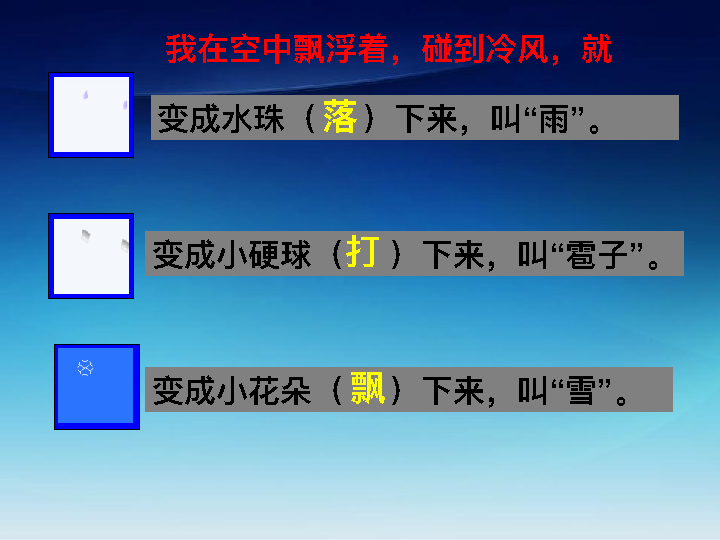 我在空中飘浮着，碰到冷风，就
变成水珠（落）下来，叫“雨”。
变成小硬球（打）下来，叫“雹子”。
变成小花朵（飘）下来，叫“雪”。